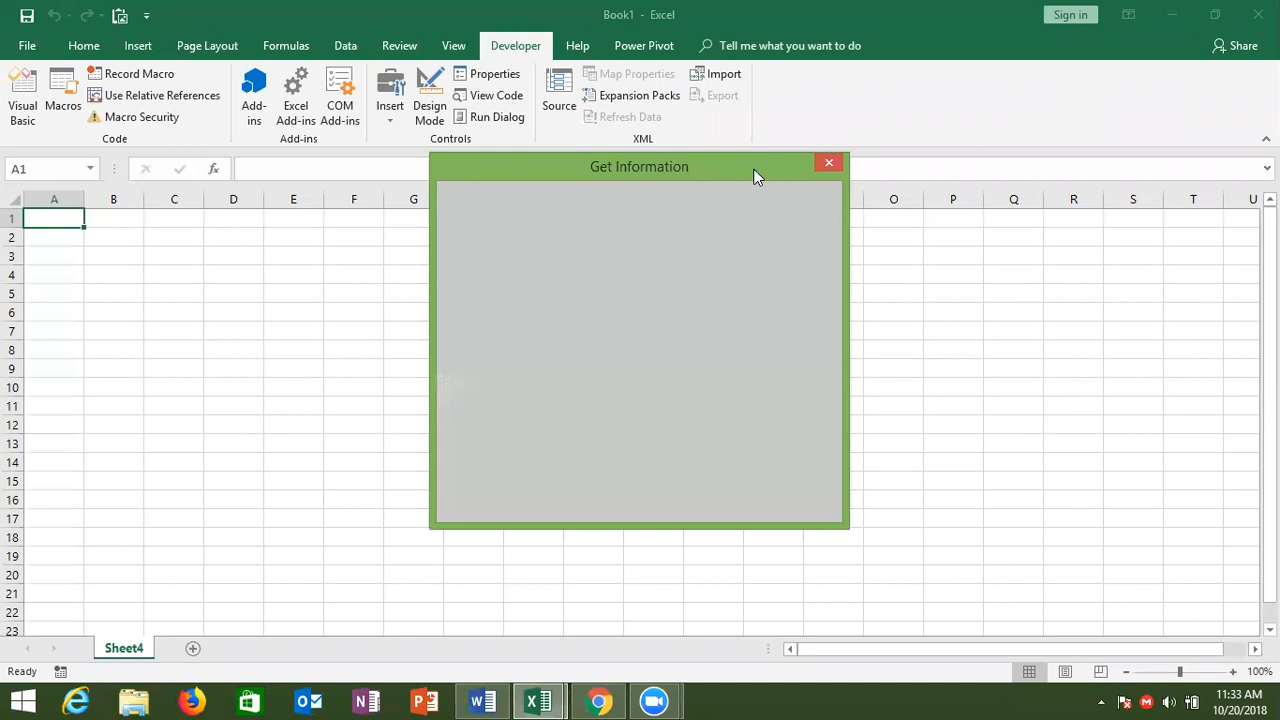 Book1 - Excel
Sign in
File Home Insert Page Layout Formulas Data Review View Developer Help Power Pivot Tell me what you want to do Share
Visual Basic
Macros
Record Macro
Use Relative References
Macro Security
Code
Add-ins
Excel Add-ins
COM Add-ins
Add-ins
Insert
Design Mode
Properties
View Code
Run Dialog
Controls
Source
Map Properties
Expansion Packs
Refresh Data
Import
Export
XML
A1
fx
Get Information
A B C D E F G O P Q R S T U
1
2
3
4
5
6
7
8
9
10
11
12
13
14
15
16
17
18
19
20
21
22
23
Sheet4
Ready
100%
11:33 AM
10/20/2018